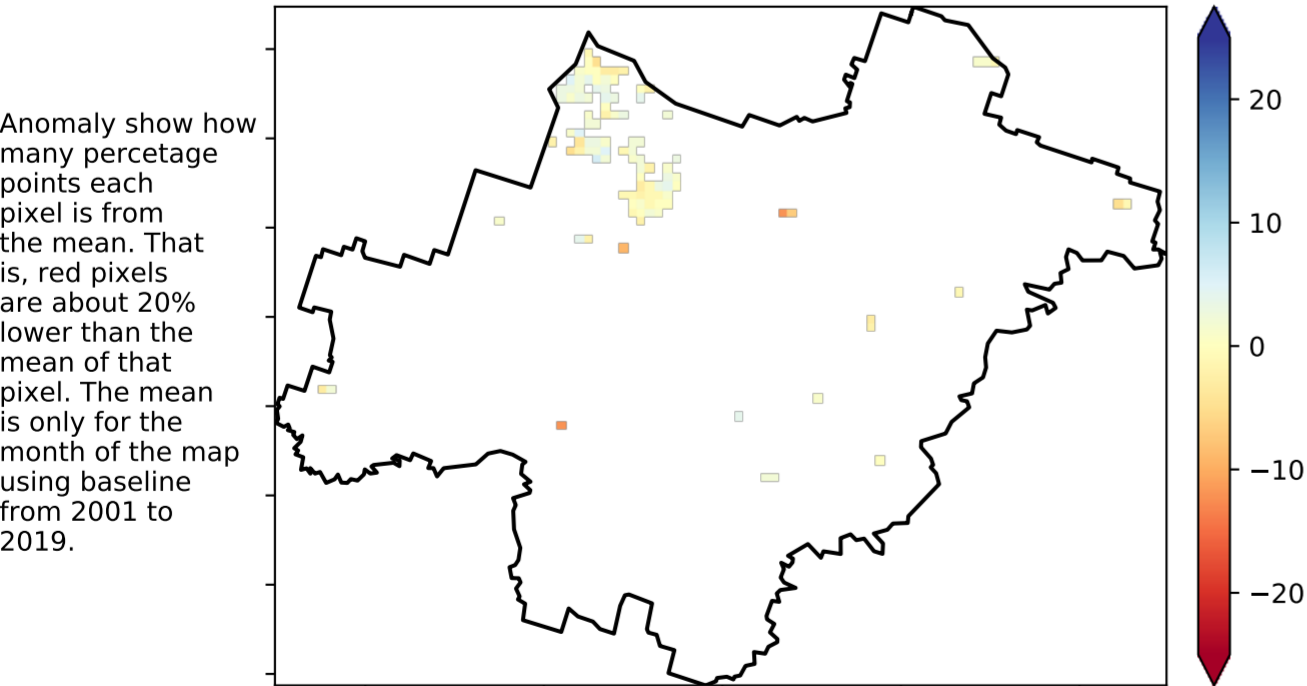 Anomaly show how
many percetage
points each
pixel is from
the mean. That
is, red pixels
are about 20%
lower than the
mean of that
pixel. The mean
is only for the
month of the map
using baseline
from 2001 to
2019.
20
10
0
−10
−20